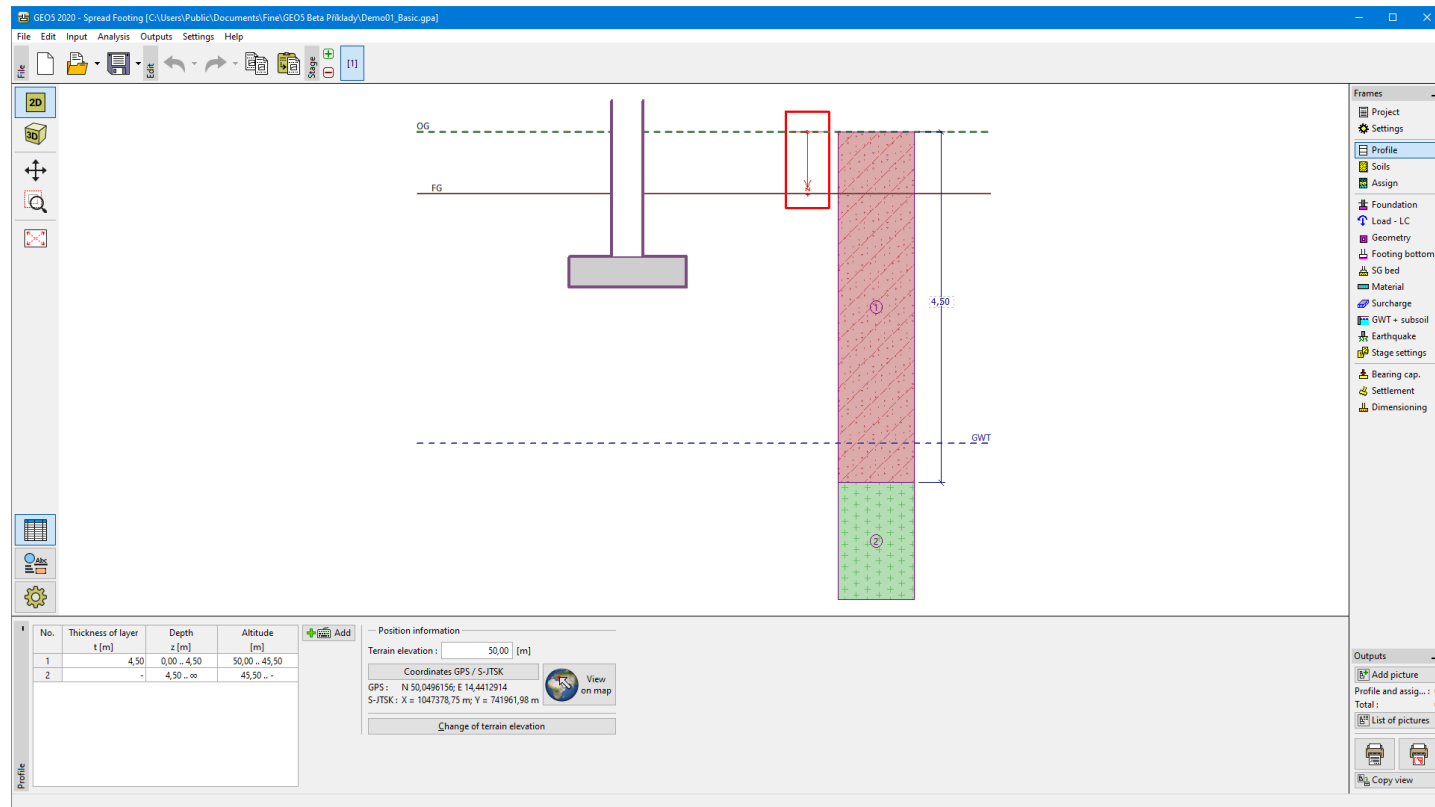 GEO5 2020 - Spread Footing [C:\Users\Public\Documents\Fine\GEO5 Beta Příklady\Demo01_Basic.gpa]
File Edit Input Analysis Outputs Settings Help
File
Edit
Stage
[1]
2D
3D
OG
FG
4,50
1
GWT
2
Abc
Frames
Project
Settings
Profile
Soils
Assign
Foundation
Load - LC
Geometry
Footing bottom
SG bed
Material
Surcharge
GWT + subsoil
Earthquake
Stage settings
Bearing cap.
Settlement
Dimensioning
Outputs
Add picture
Profile and assig... :
Total :
List of pictures
Copy view
Profile
No. Thickness of layer Depth Altitude
t [m] z [m] [m]
1 4,50 0,00 .. 4,50 50,00 .. 45,50
2 - 4,50 .. ∞ 45,50 .. -
Add
Position information
Terrain elevation : 50,00 [m]
Coordinates GPS / S-JTSK
GPS : N 50,0496156; E 14,4412914
S-JTSK : X = 1047378,75 m; Y = 741961,98 m
View
on map
Change of terrain elevation